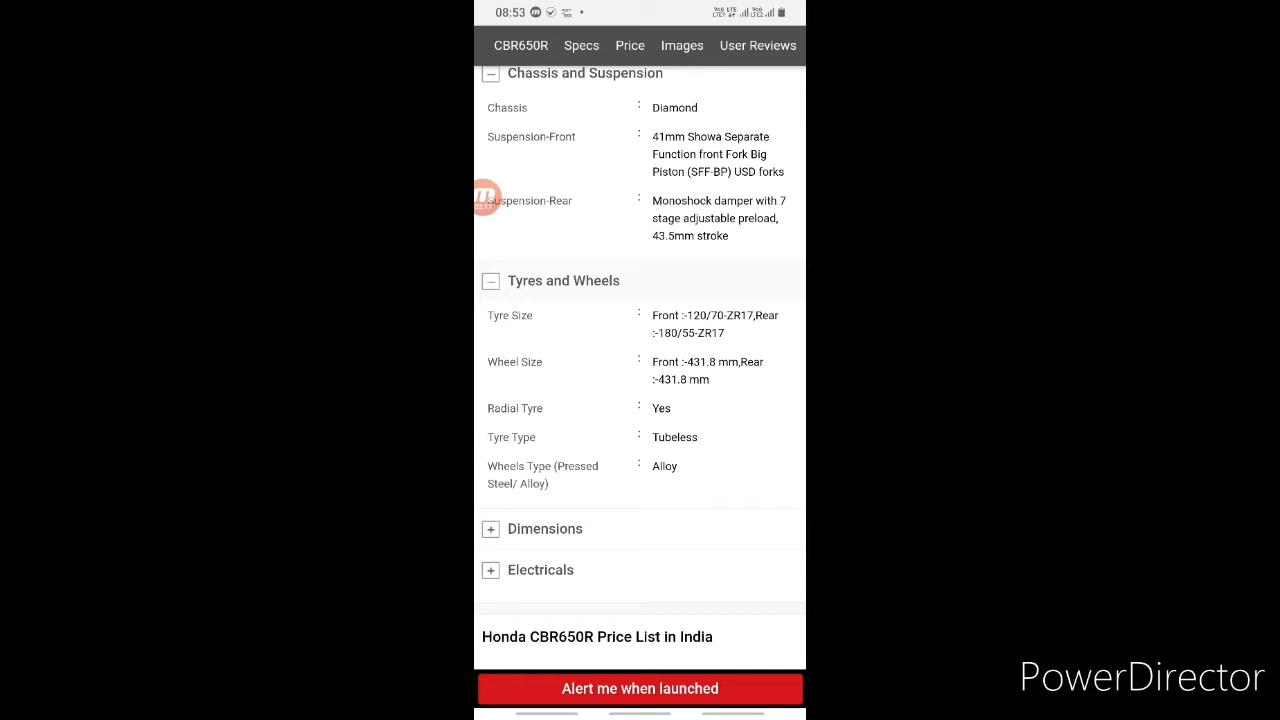 08:53
CBR650R Specs Price Images User Reviews
Chassis and Suspension
Chassis : Diamond
Suspension-Front : 41mm Showa Separate
Function front Fork Big
Piston (SFF-BP) USD forks
Suspension-Rear : Monoshock damper with 7
stage adjustable preload,
43.5mm stroke
Tyres and Wheels
Tyre Size : Front :-120/70-ZR17,Rear
:-180/55-ZR17
Wheel Size : Front :-431.8 mm,Rear
:-431.8 mm
Radial Tyre : Yes
Tyre Type : Tubeless
Wheels Type (Pressed : Alloy
Steel/ Alloy)
Dimensions
Electricals
Honda CBR650R Price List in India
Alert me when launched
PowerDirector